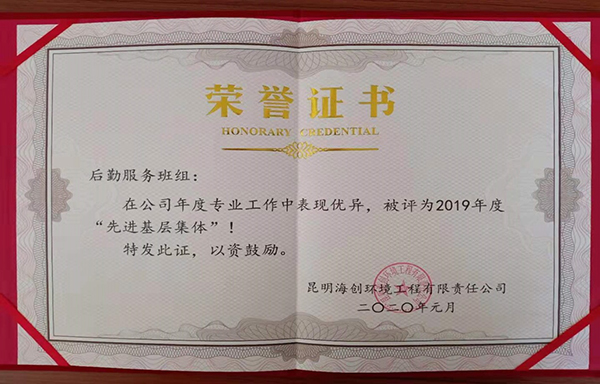 荣誉证书
HONORARY CREDENTIAL
后勤服务班组：
在公司年度专业工作中表现优异，被评为2019年度
“先进基层集体”！
特发此证，以资鼓励。
昆明海创环境工程有限责任公司
二〇二〇年元月